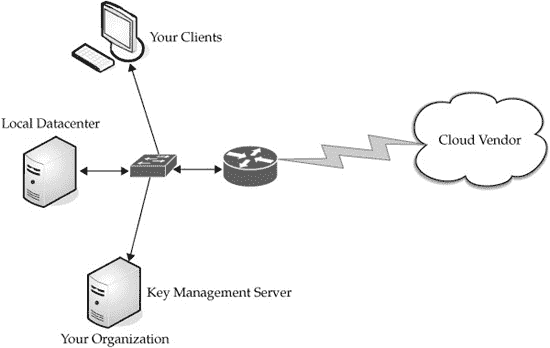 Your Clients
Local Datacenter
Cloud Vendor
Key Management Server
Your Organization